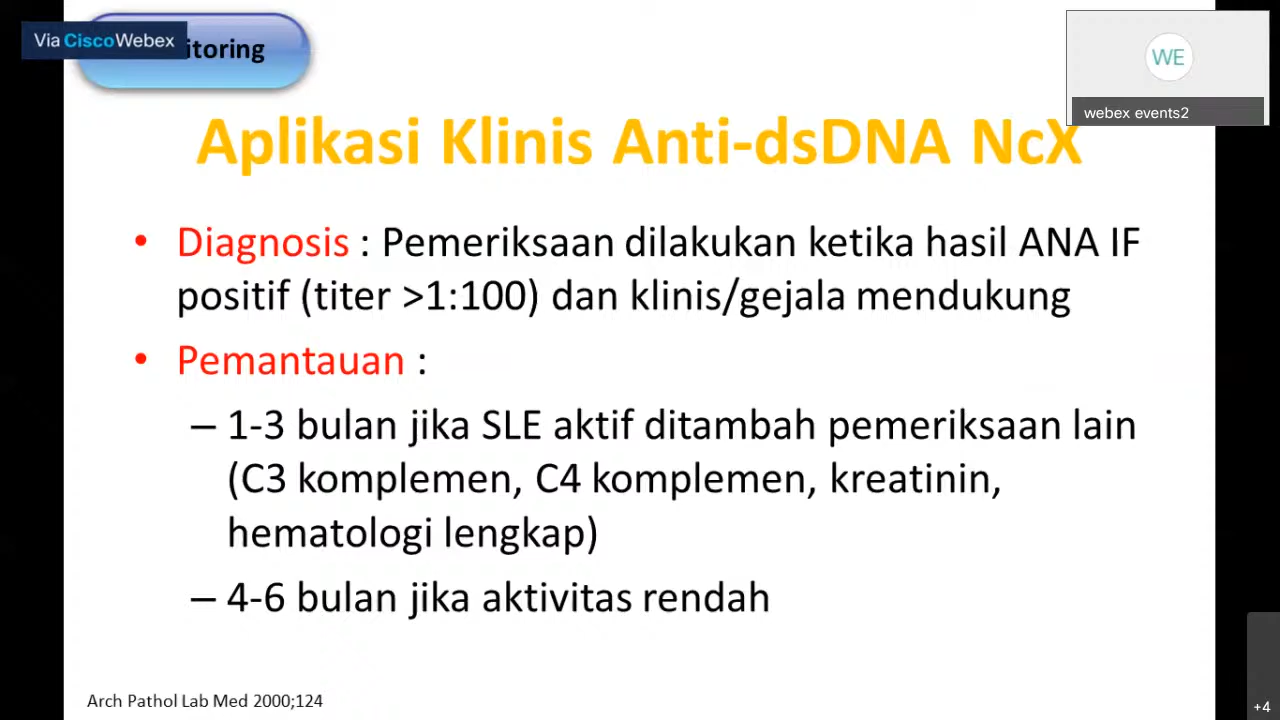 Via CiscoWebex
itoring
WE
webex events2
Aplikasi Klinis Anti-dsDNA NcX
• Diagnosis : Pemeriksaan dilakukan ketika hasil ANA IF
positif (titer >1:100) dan klinis/gejala mendukung
• Pemantauan :
– 1-3 bulan jika SLE aktif ditambah pemeriksaan lain
(C3 komplemen, C4 komplemen, kreatinin,
hematologi lengkap)
– 4-6 bulan jika aktivitas rendah
Arch Pathol Lab Med 2000;124
+4